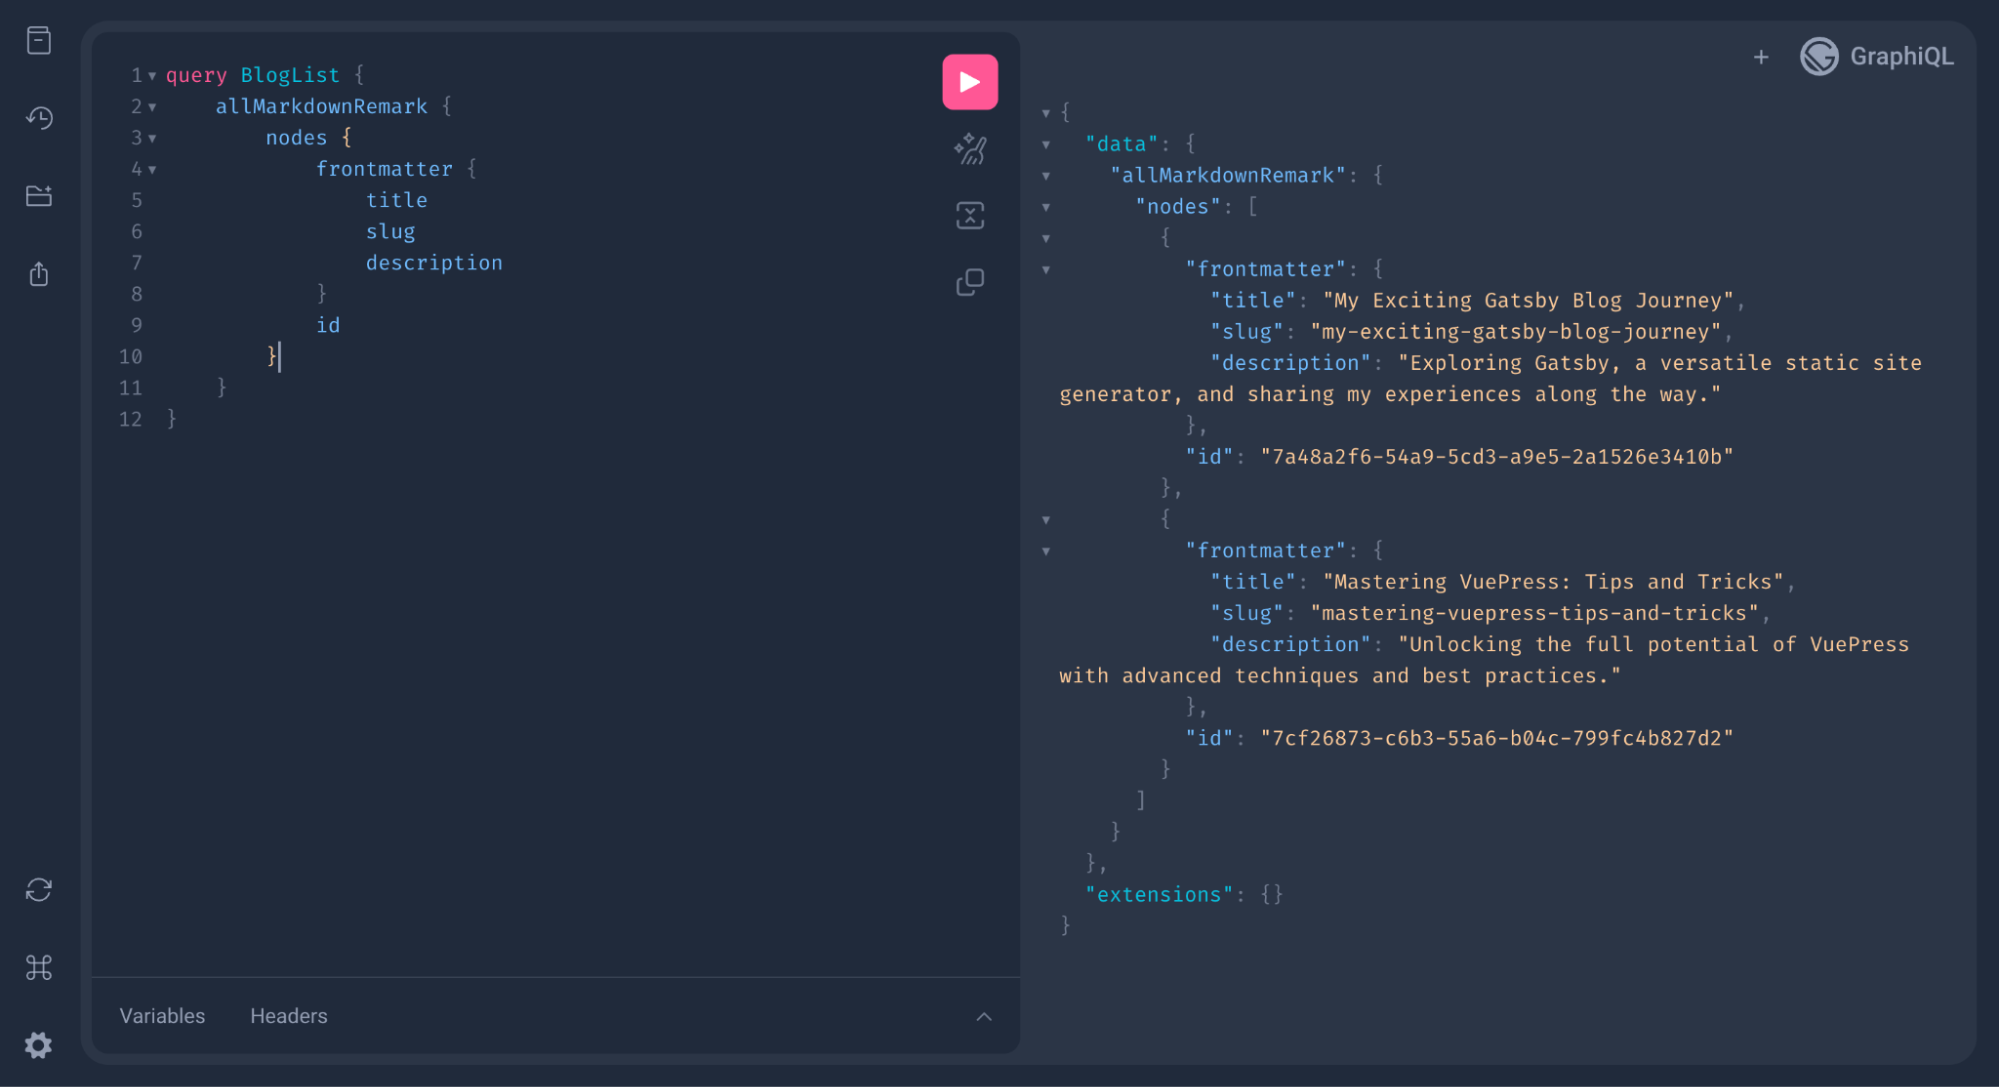 1 query BlogList {
2     allMarkdownRemark {
3         nodes {
4             frontmatter {
5                 title
6                 slug
7                 description
8             }
9             id
10         }
11     }
12 }
Variables Headers
+ GraphiQL
{
  "data": {
    "allMarkdownRemark": {
      "nodes": [
        {
          "frontmatter": {
            "title": "My Exciting Gatsby Blog Journey",
            "slug": "my-exciting-gatsby-blog-journey",
            "description": "Exploring Gatsby, a versatile static site
generator, and sharing my experiences along the way."
          },
          "id": "7a48a2f6-54a9-5cd3-a9e5-2a1526e3410b"
        },
        {
          "frontmatter": {
            "title": "Mastering VuePress: Tips and Tricks",
            "slug": "mastering-vuepress-tips-and-tricks",
            "description": "Unlocking the full potential of VuePress
with advanced techniques and best practices."
          },
          "id": "7cf26873-c6b3-55a6-b04c-799fc4b827d2"
        }
      ]
    }
  },
  "extensions": {}
}